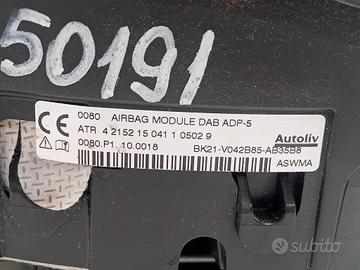 50191
0080 AIRBAG MODULE DAB ADP-5
ATR 4 2152 15 041 1 0502 9
0080.P1. 10.0018
Autoliv
BK21-V042B85-AB35B8
ASWMA
subito